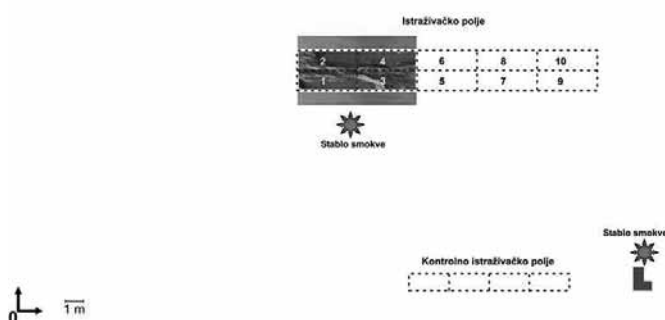 Istraživačko polje
2 4 6 8 10
1 3 5 7 9
Stablo smokve
Stablo smokve
Kontrolno istraživačko polje
0 1 m